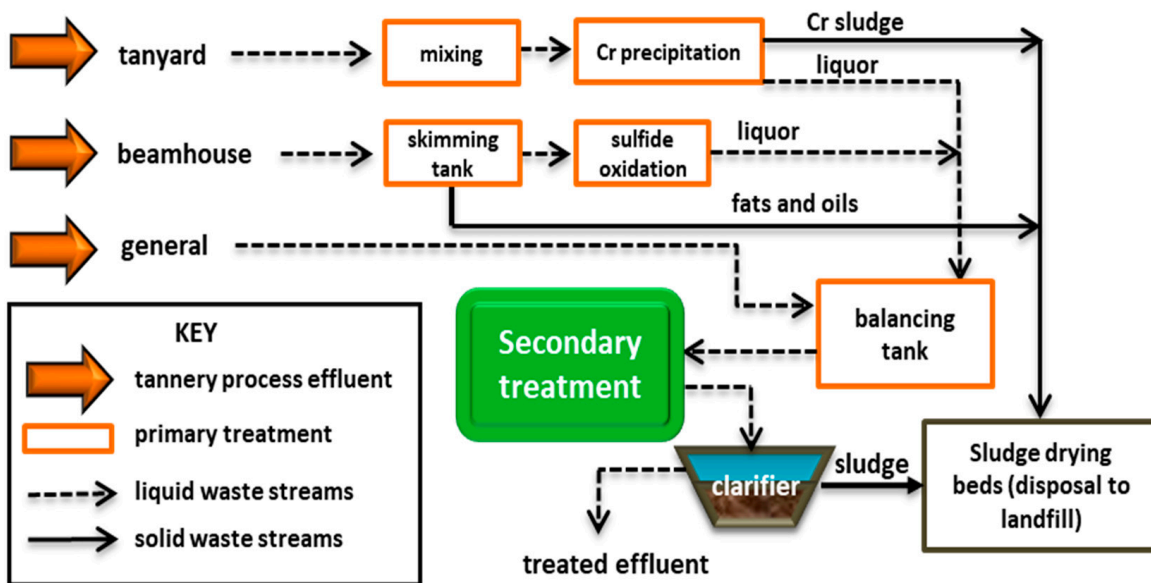 tanyard
mixing
Cr precipitation
Cr sludge
liquor
beamhouse
skimming
tank
sulfide
oxidation
liquor
fats and oils
general
balancing
tank
Secondary
treatment
clarifier
sludge
Sludge drying
beds (disposal to
landfill)
treated effluent
KEY
tannery process effluent
primary treatment
liquid waste streams
solid waste streams